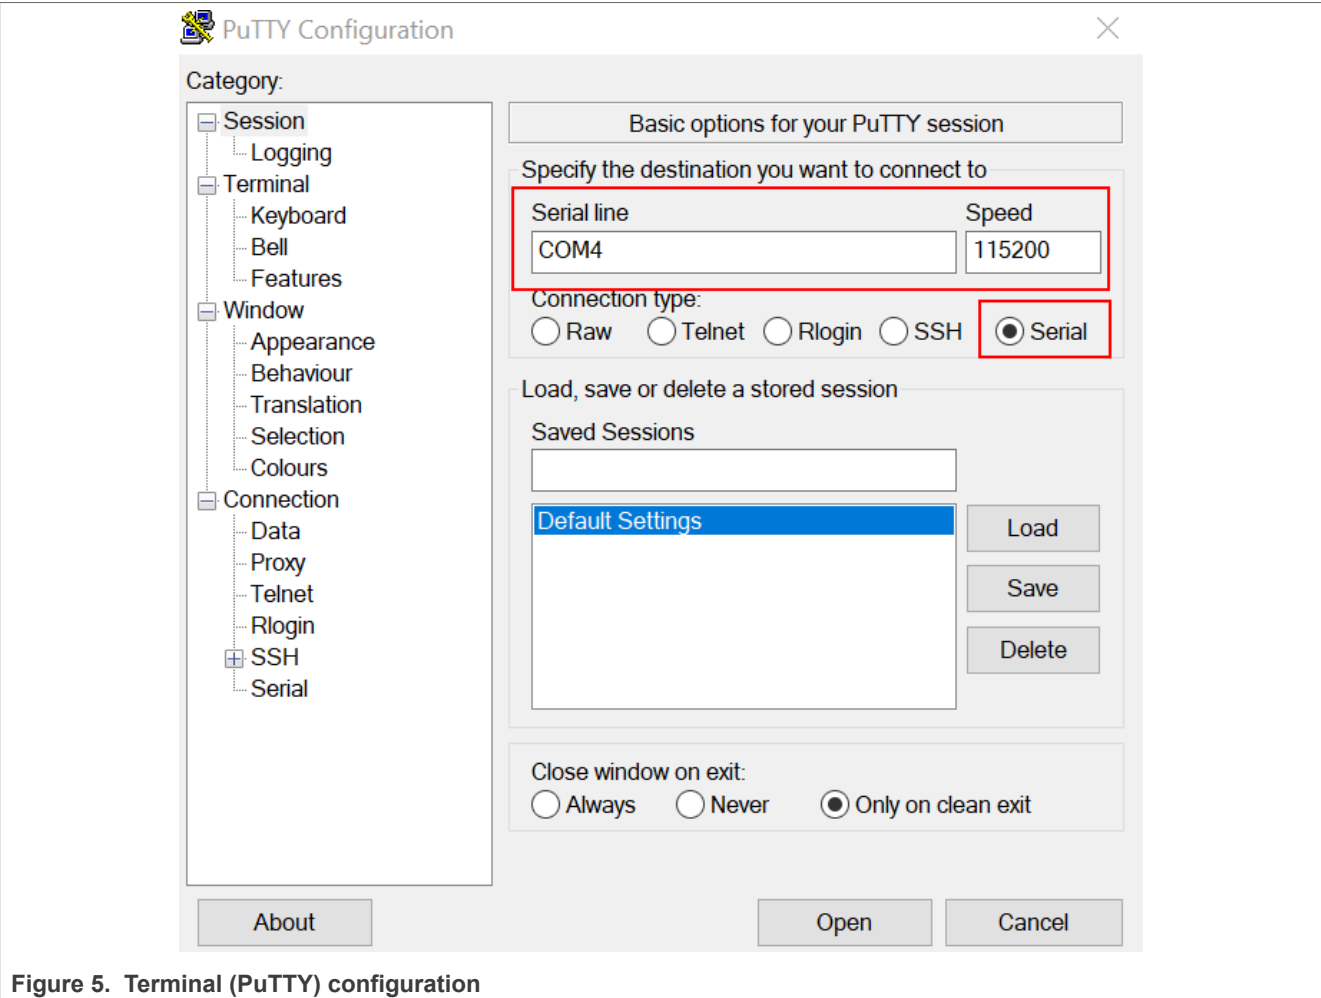 PuTTY Configuration
Category:
Session
Logging
Terminal
Keyboard
Bell
Features
Window
Appearance
Behaviour
Translation
Selection
Colours
Connection
Data
Proxy
Telnet
Rlogin
SSH
Serial
Basic options for your PuTTY session
Specify the destination you want to connect to
Serial line Speed
COM4 115200
Connection type:
Raw Telnet Rlogin SSH Serial
Load, save or delete a stored session
Saved Sessions
Default Settings
Load
Save
Delete
Close window on exit:
Always Never Only on clean exit
About Open Cancel
Figure 5. Terminal (PuTTY) configuration